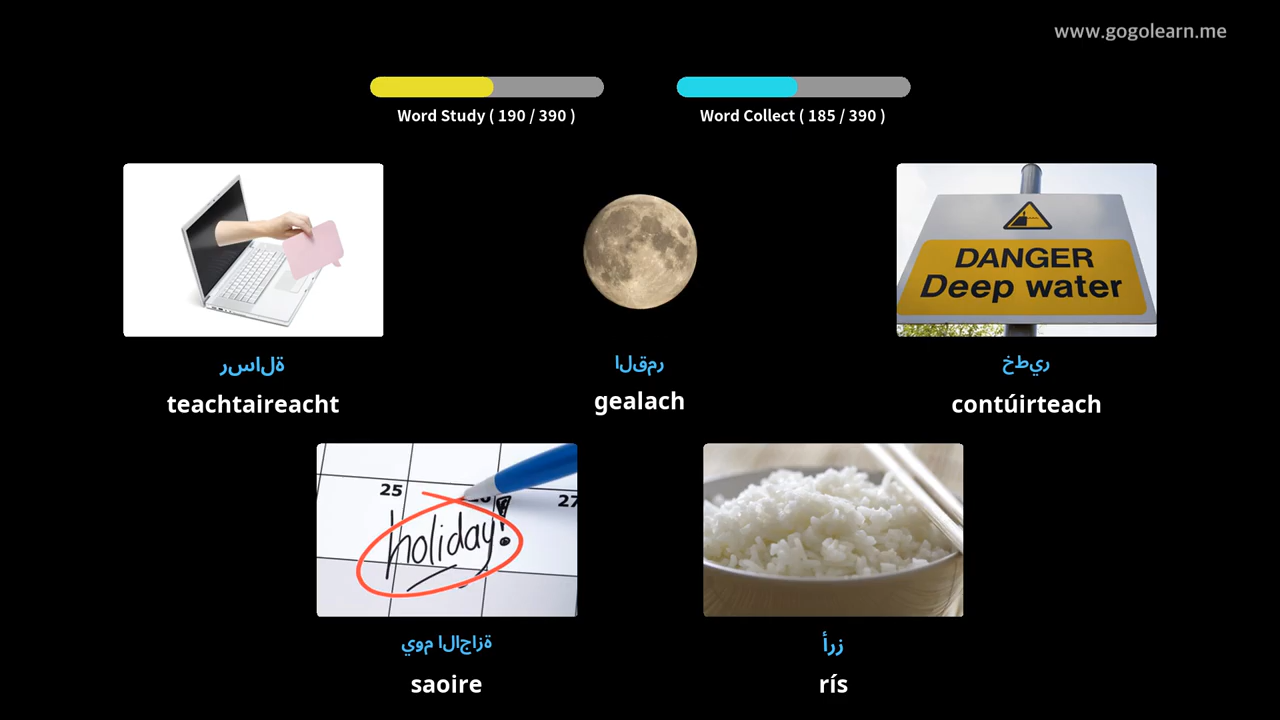 www.gogolearn.me
Word Study ( 190 / 390 )
Word Collect ( 185 / 390 )
DANGER
Deep water
رسالة
القمر
خطير
teachtaireacht
gealach
contúirteach
25
27
holiday!
يوم الاجازة
أرز
saoire
rís